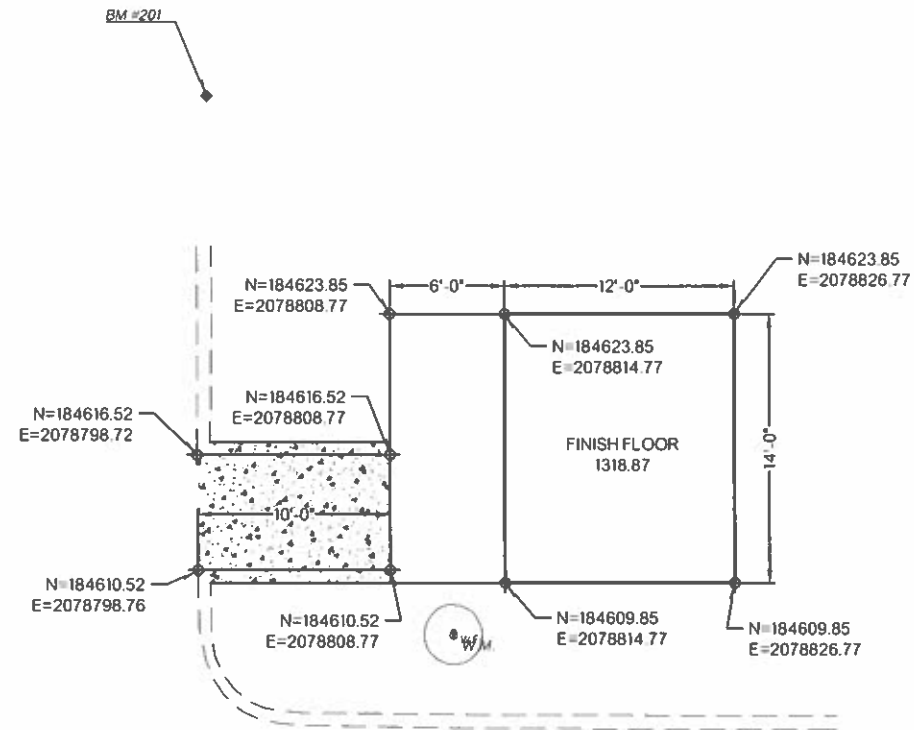 BM #201
N=184623.85
E=2078808.77
6'-0"
12'-0"
N=184623.85
E=2078826.77
N=184623.85
E=2078814.77
N=184616.52
E=2078798.72
N=184616.52
E=2078808.77
FINISH FLOOR
1318.87
14'-0"
10'-0"
N=184610.52
E=2078798.76
N=184610.52
E=2078808.77
W.M.
N=184609.85
E=2078814.77
N=184609.85
E=2078826.77